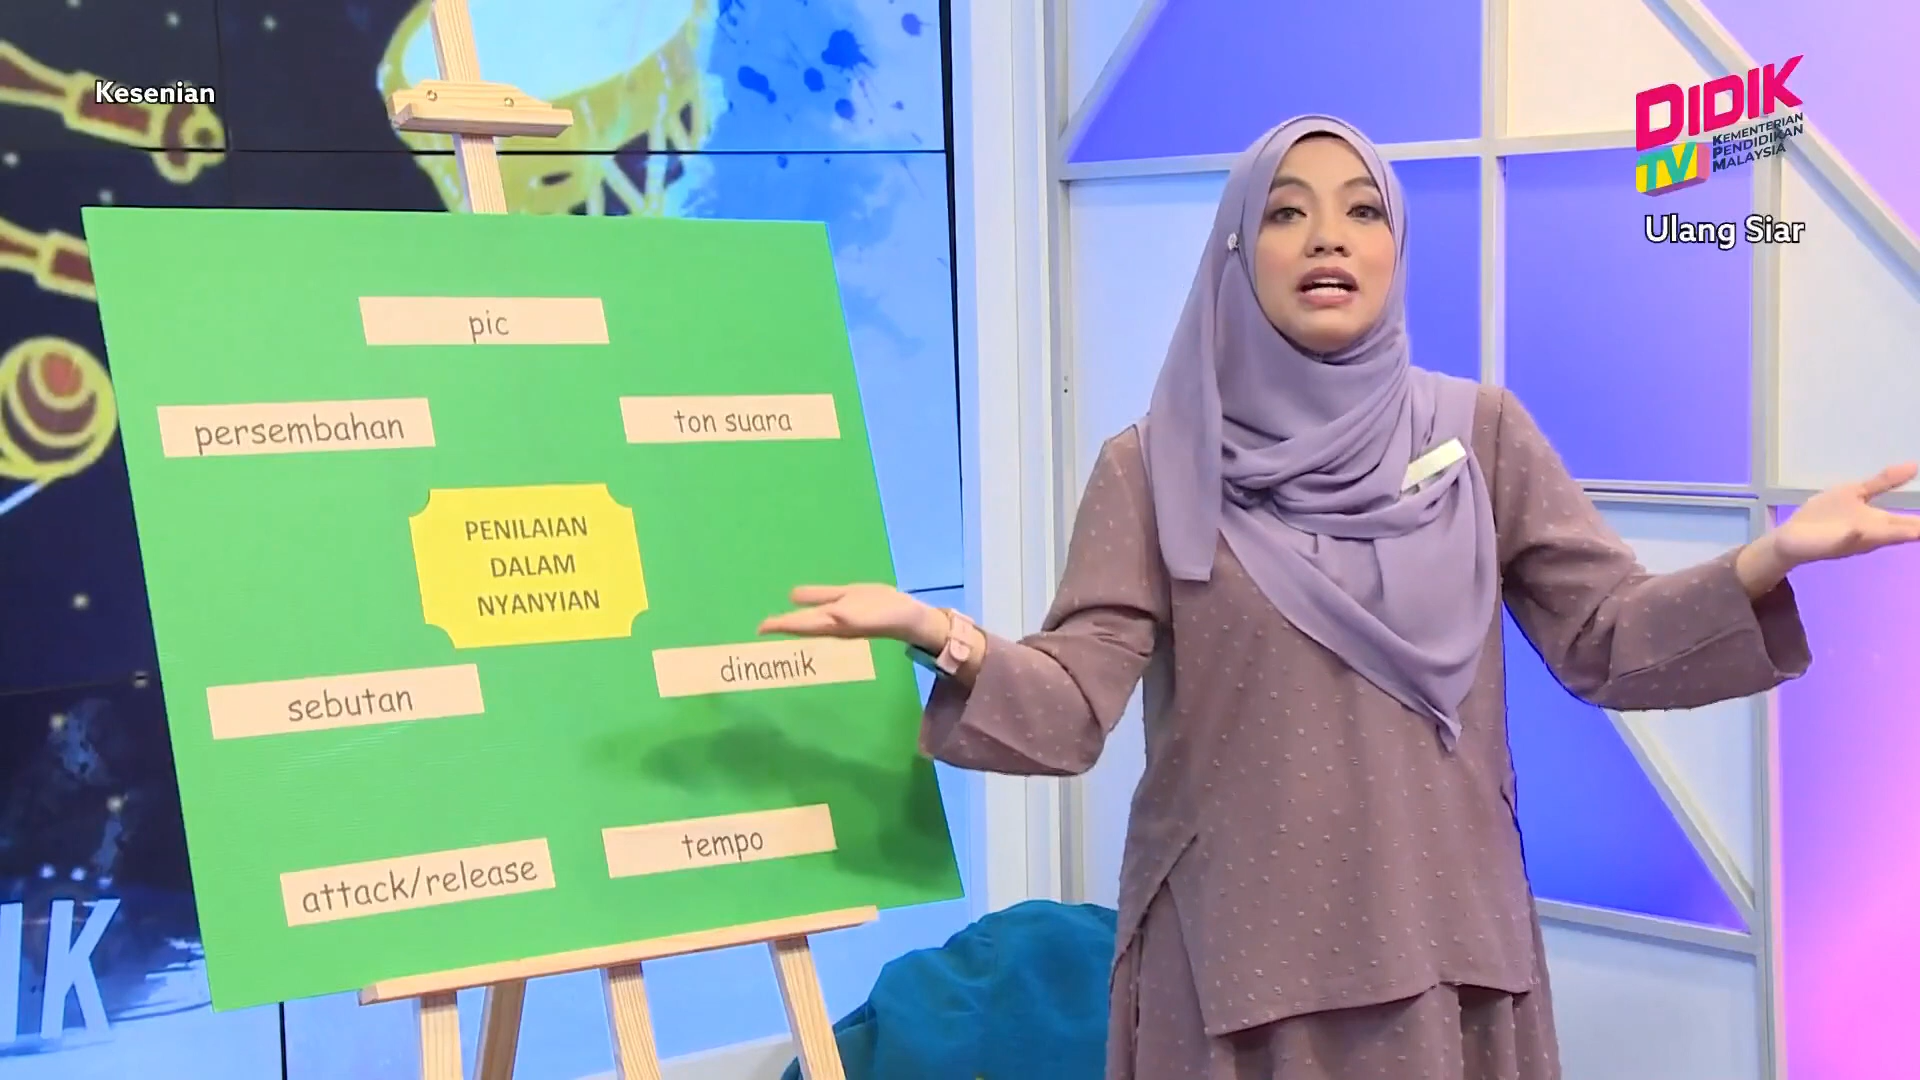 Kesenian
DIDIK
TV
KEMENTERIAN
PENDIDIKAN
MALAYSIA
Ulang Siar
pic
persembahan
ton suara
PENILAIAN
DALAM
NYANYIAN
sebutan
dinamik
attack/release
tempo
IK